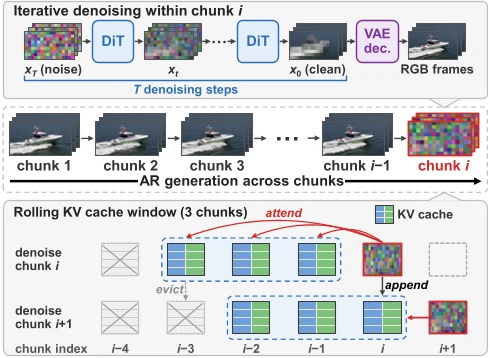 Iterative denoising within chunk i
DiT
DiT
VAE
dec.
x_T (noise)
x_t
x_0 (clean)
RGB frames
T denoising steps
chunk 1
chunk 2
chunk 3
chunk i−1
chunk i
AR generation across chunks
Rolling KV cache window (3 chunks)
attend
KV cache
denoise
chunk i
evict
append
denoise
chunk i+1
chunk index
i−4
i−3
i−2
i−1
i
i+1